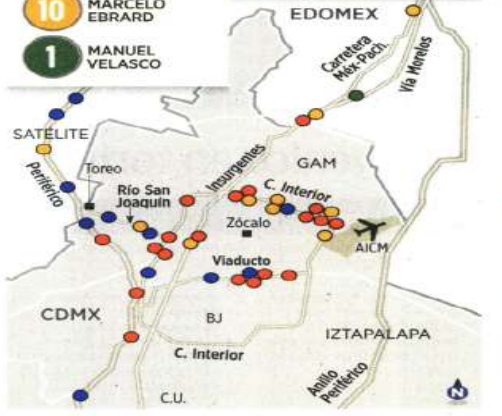 10 MARCELO
EBRARD
1 MANUEL
VELASCO
EDOMEX
Carretera
Méx-Pach.
Vía Morelos
SATÉLITE
Periférico
Toreo
Río San
Joaquín
Insurgentes
GAM
C. Interior
Zócalo
AICM
Viaducto
CDMX
BJ
IZTAPALAPA
C. Interior
Anillo
Periférico
C.U.
N